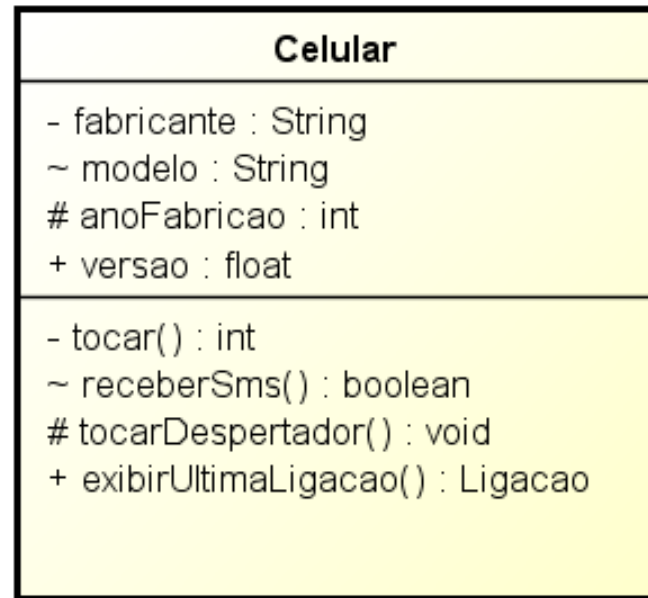 Celular
- fabricante : String
~ modelo : String
# anoFabricao : int
+ versao : float
- tocar() : int
~ receberSms() : boolean
# tocarDespertador() : void
+ exibirUltimaLigacao() : Ligacao